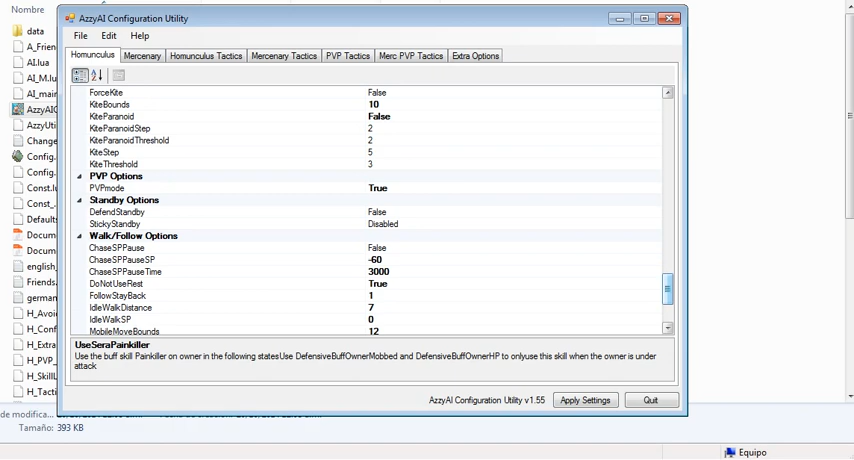 Nombre
data
A_Frien
AI.lua
AI_M.lu
AI_main
AzzyAIC
AzzyUti
Change
Config.
Config.
Const.lu
Const_.
Defaults
Docum
Docum
english_
Friends.
german
H_Avoi
H_Conf
H_Extra
H_PVP_
H_SkillL
H_Tacti
AzzyAI Configuration Utility
File Edit Help
Homunculus Mercenary Homunculus Tactics Mercenary Tactics PVP Tactics Merc PVP Tactics Extra Options
ForceKite False
KiteBounds 10
KiteParanoid False
KiteParanoidStep 2
KiteParanoidThreshold 2
KiteStep 5
KiteThreshold 3
PVP Options
PVPmode True
Standby Options
DefendStandby False
StickyStandby Disabled
Walk/Follow Options
ChaseSPPause False
ChaseSPPauseSP -60
ChaseSPPauseTime 3000
DoNotUseRest True
FollowStayBack 1
IdleWalkDistance 7
IdleWalkSP 0
MobileMoveBounds 12
UseSeraPainkiller
Use the buff skill Painkiller on owner in the following statesUse DefensiveBuffOwnerMobbed and DefensiveBuffOwnerHP to onlyuse this skill when the owner is under
attack
AzzyAI Configuration Utility v1.55 Apply Settings Quit
de modifica...
Tamaño: 393 KB
Equipo